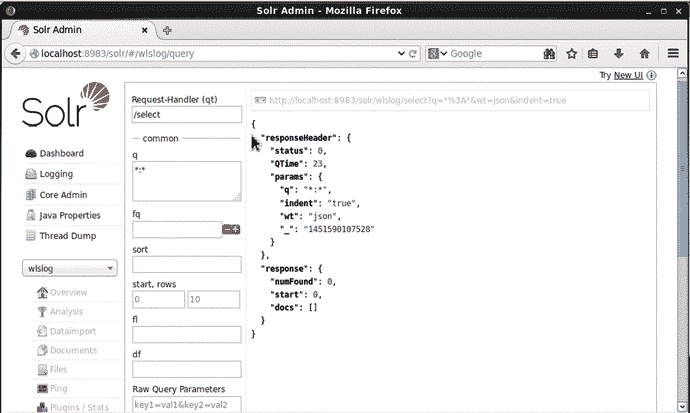 Solr Admin - Mozilla Firefox
Solr Admin
localhost:8983/solr/#/wlslog/query
Google
Try New UI
Solr
Dashboard
Logging
Core Admin
Java Properties
Thread Dump
wlslog
Overview
Analysis
Dataimport
Documents
Files
Ping
Plugins / Stats
Request-Handler (qt)
/select
common
q
*:*
fq
sort
start, rows
0
10
fl
df
Raw Query Parameters
key1=val1&key2=val2
http://localhost:8983/solr/wlslog/select?q=*%3A*&wt=json&indent=true
{
"responseHeader": {
"status": 0,
"QTime": 23,
"params": {
"q": "*:*",
"indent": "true",
"wt": "json",
"_": "1451590107528"
}
},
"response": {
"numFound": 0,
"start": 0,
"docs": []
}
}